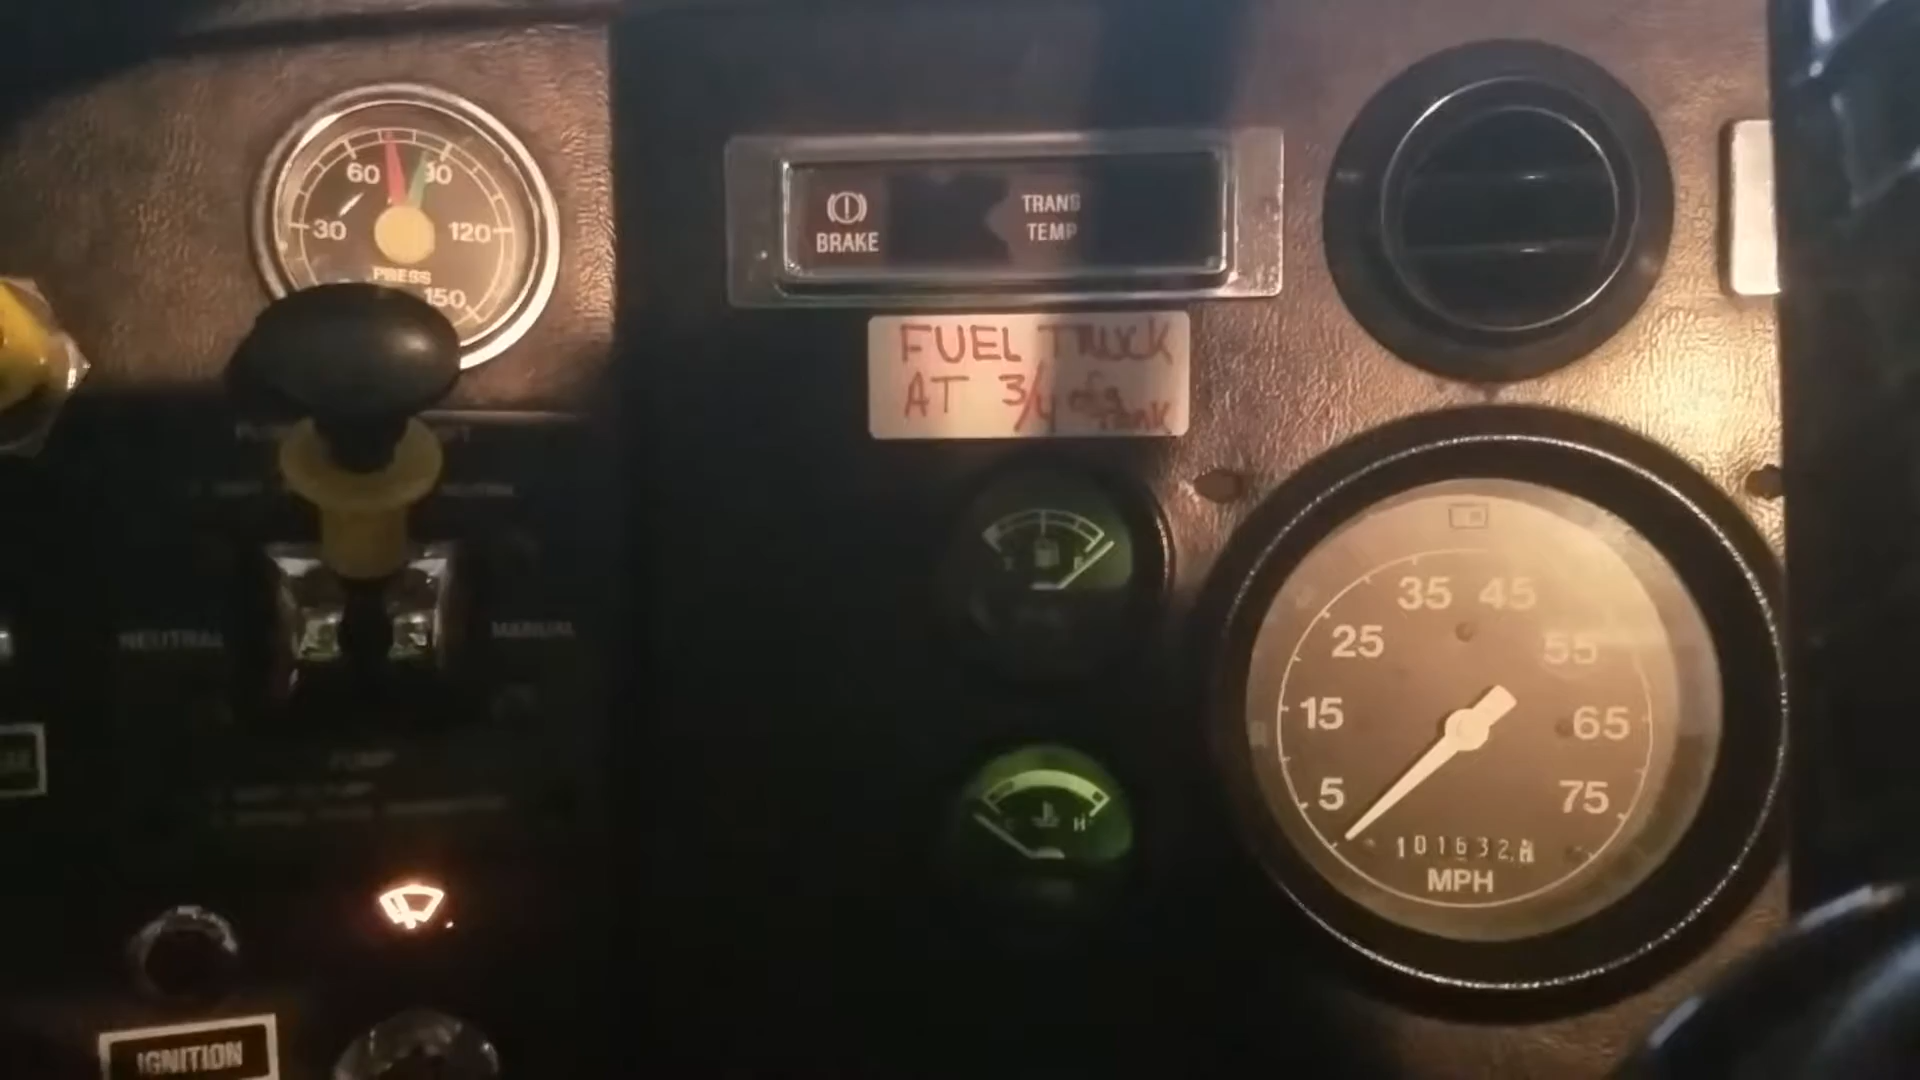 60
90
30
120
PRESS
150
BRAKE
TRANS
TEMP
FUEL TRUCK
AT 3/4 of a Tank
NEUTRAL
MANUAL
PUMP
H
35
45
25
55
15
65
5
75
101632
MPH
IGNITION